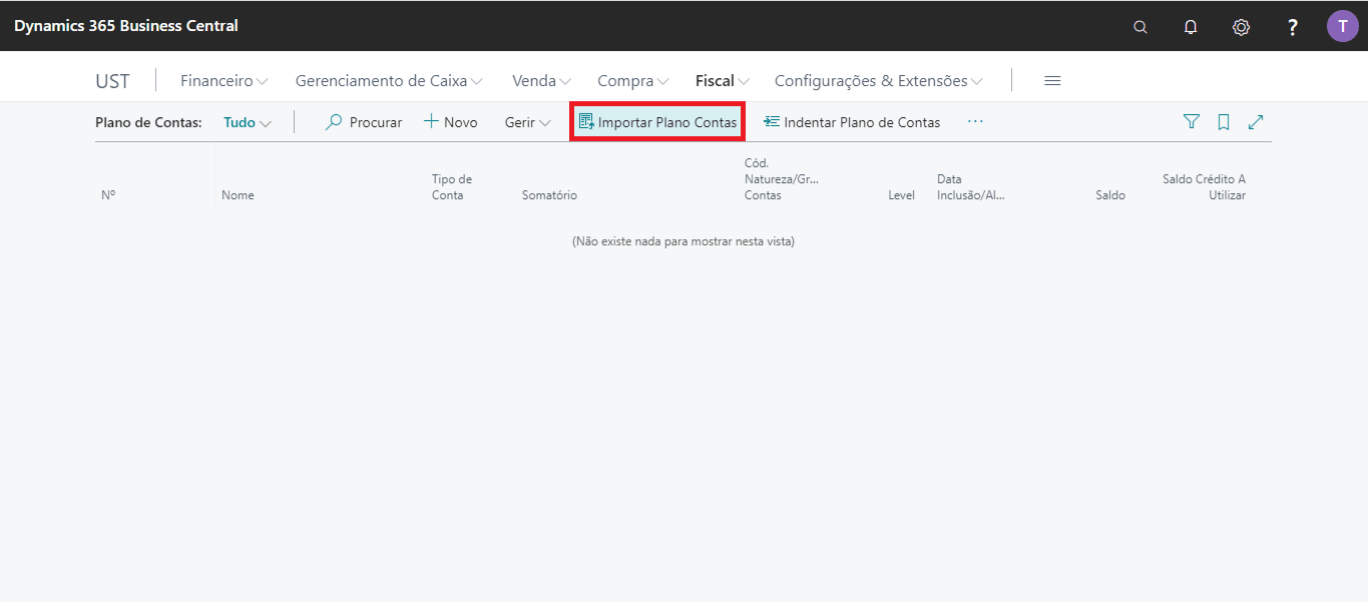 Dynamics 365 Business Central
?
T
UST
Financeiro
Gerenciamento de Caixa
Venda
Compra
Fiscal
Configurações & Extensões
Plano de Contas:
Tudo
Procurar
Novo
Gerir
Importar Plano Contas
Indentar Plano de Contas
...
Nº
Nome
Tipo de
Conta
Somatório
Cód.
Natureza/Gr...
Contas
Level
Data
Inclusão/Al...
Saldo
Saldo Crédito A
Utilizar
(Não existe nada para mostrar nesta vista)